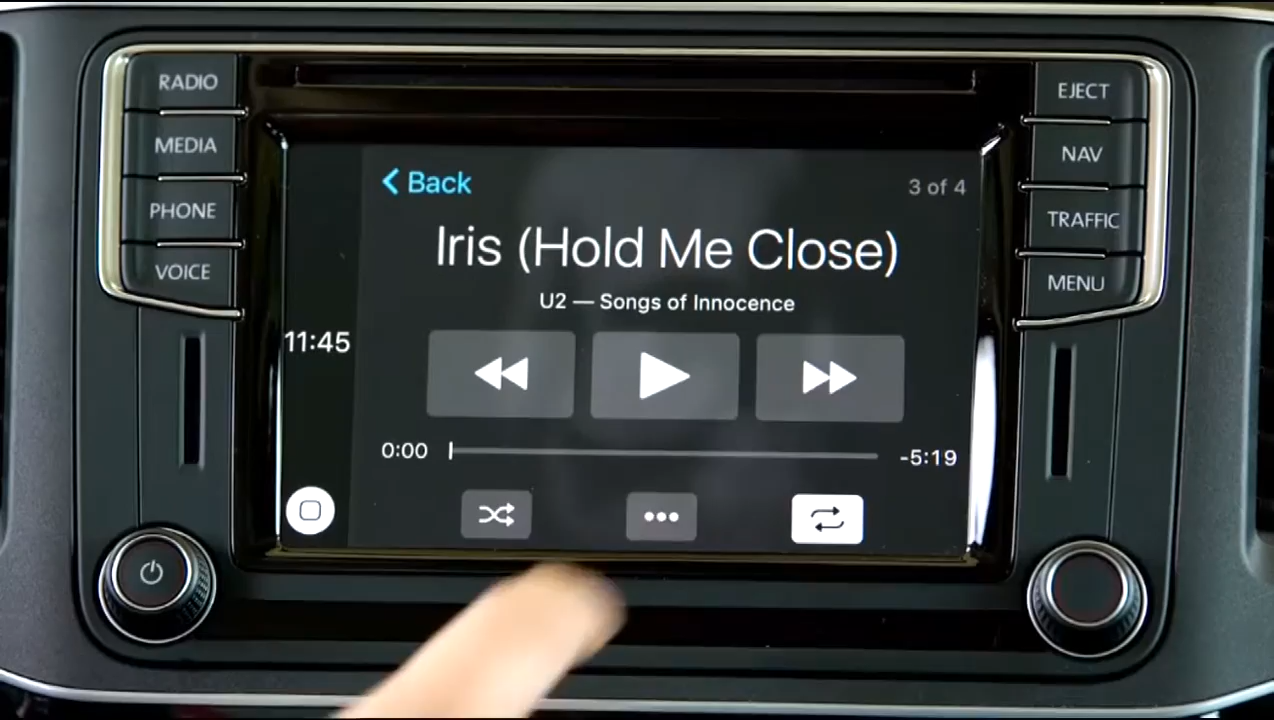 RADIO
EJECT
MEDIA
NAV
PHONE
TRAFFIC
VOICE
MENU
Back
3 of 4
Iris (Hold Me Close)
U2 — Songs of Innocence
11:45
0:00
-5:19